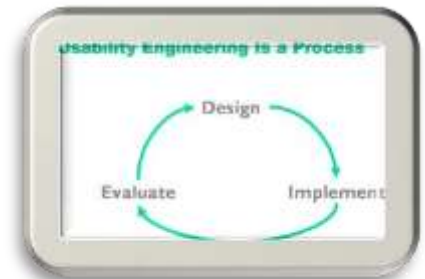 Usability Engineering is a Process
Design
Evaluate
Implement